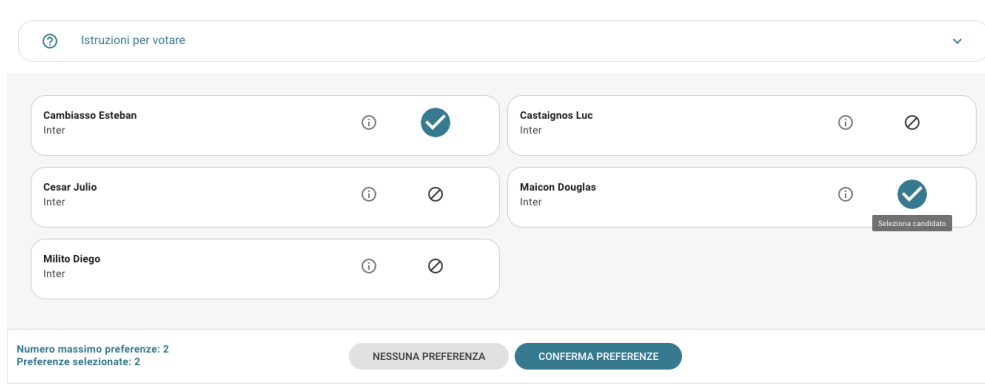 Istruzioni per votare
Cambiasso Esteban
Inter
Castaignos Luc
Inter
Cesar Julio
Inter
Maicon Douglas
Inter
Seleziona candidato
Milito Diego
Inter
Numero massimo preferenze: 2
Preferenze selezionate: 2
NESSUNA PREFERENZA
CONFERMA PREFERENZE